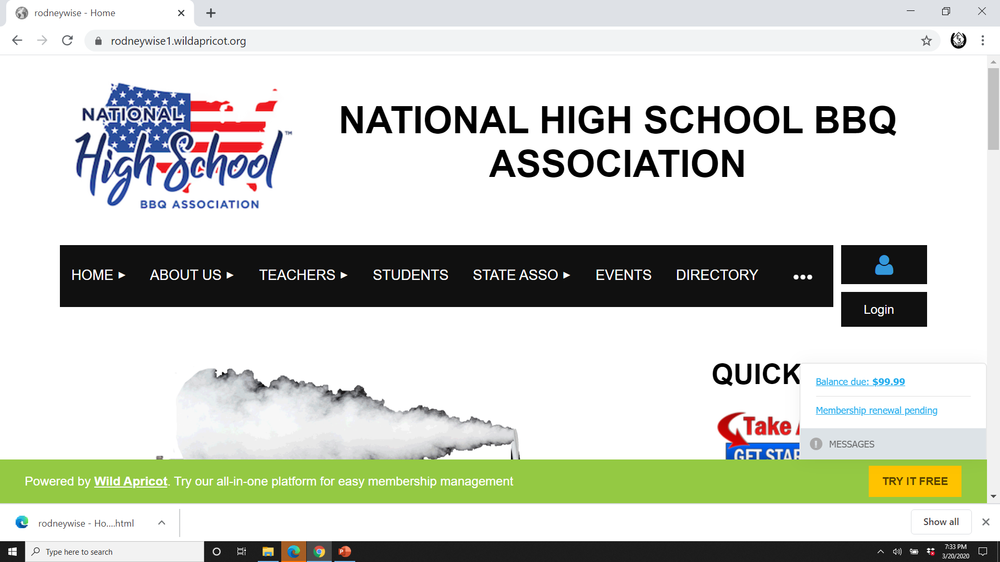 rodneywise - Home
rodneywise1.wildapricot.org
NATIONAL
High School™
BBQ ASSOCIATION
NATIONAL HIGH SCHOOL BBQ
ASSOCIATION
HOME ► ABOUT US ► TEACHERS ► STUDENTS STATE ASSO ► EVENTS DIRECTORY •••
Login
QUICK
Balance due: $99.99
Membership renewal pending
Take
GET STAR
! MESSAGES
Powered by Wild Apricot. Try our all-in-one platform for easy membership management
TRY IT FREE
rodneywise - Ho....html
Show all
Type here to search
7:33 PM
3/20/2020